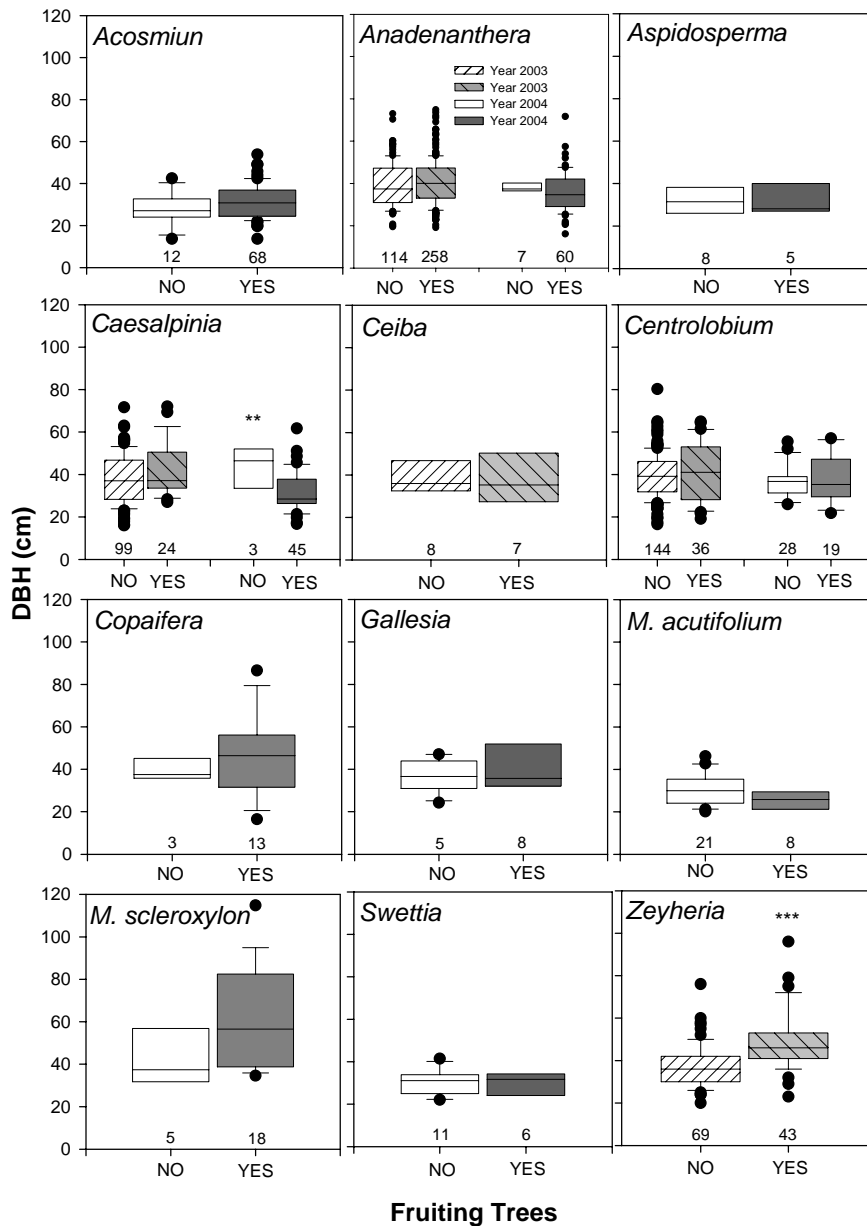 Acosmiun
Anadenanthera
Aspidosperma
120
100
80
60
40
20
0
Year 2003
Year 2003
Year 2004
Year 2004
12 68
114 258 7 60
8 5
NO YES
NO YES NO YES
NO YES
Caesalpinia
Ceiba
Centrolobium
120
100
80
60
40
20
0
**
99 24 3 45
8 7
144 36 28 19
NO YES NO YES
NO YES
NO YES NO YES
DBH (cm)
Copaifera
Gallesia
M. acutifolium
120
100
80
60
40
20
0
3 13
5 8
21 8
NO YES
NO YES
NO YES
M. scleroxylon
Swettia
Zeyheria
120
100
80
60
40
20
0
***
5 18
11 6
69 43
NO YES
NO YES
NO YES
Fruiting Trees